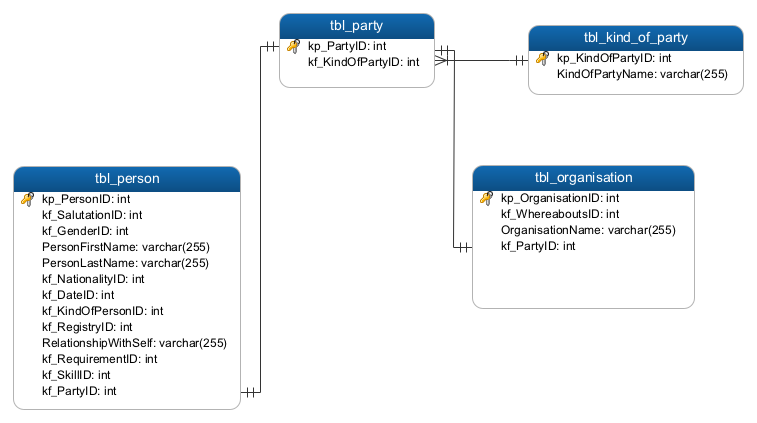 tbl_party
kp_PartyID: int
kf_KindOfPartyID: int
tbl_kind_of_party
kp_KindOfPartyID: int
KindOfPartyName: varchar(255)
tbl_person
kp_PersonID: int
kf_SalutationID: int
kf_GenderID: int
PersonFirstName: varchar(255)
PersonLastName: varchar(255)
kf_NationalityID: int
kf_DateID: int
kf_KindOfPersonID: int
kf_RegistryID: int
RelationshipWithSelf: varchar(255)
kf_RequirementID: int
kf_SkillID: int
kf_PartyID: int
tbl_organisation
kp_OrganisationID: int
kf_WhereaboutsID: int
OrganisationName: varchar(255)
kf_PartyID: int